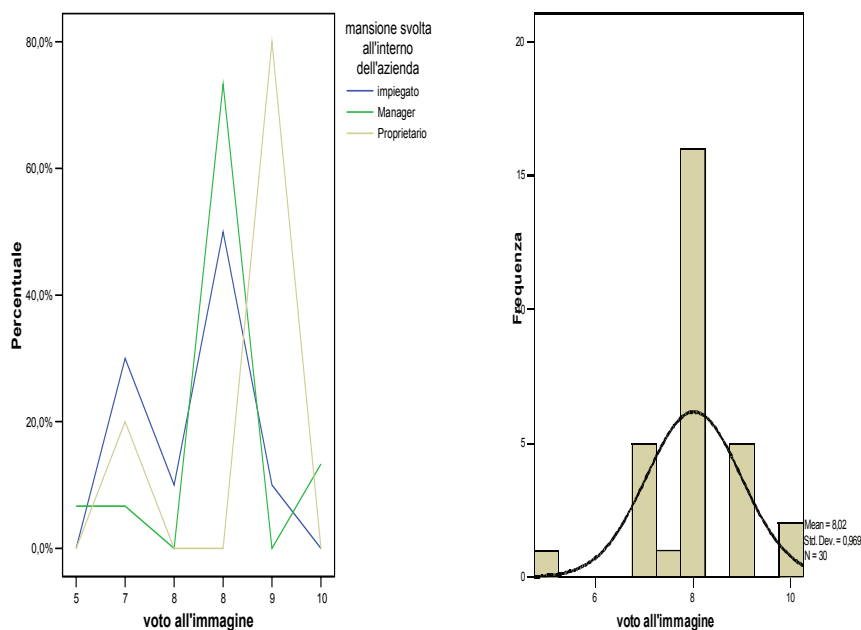 mansione svolta
all'interno
dell'azienda
impiegato
Manager
Proprietario
80,0%
60,0%
40,0%
20,0%
0,0%
Percentuale
5 7 8 8 9 10
voto all'immagine
20
15
10
5
0
Frequenza
6 8 10
voto all'immagine
Mean = 8,02
Std. Dev. = 0,969
N = 30